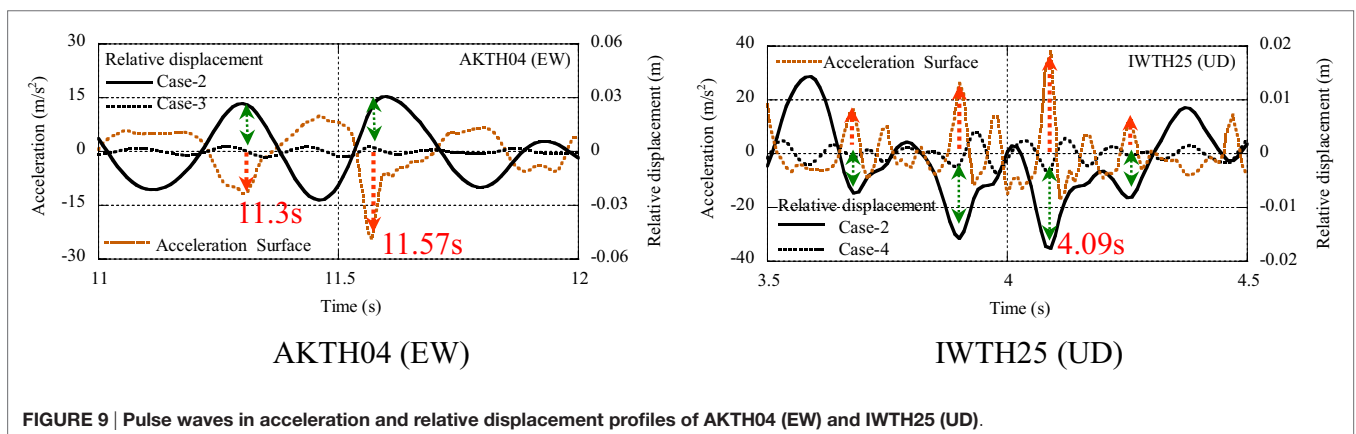 30
15
0
-15
-30
Acceleration (m/s²)
Relative displacement
Case-2
Case-3
AKTH04 (EW)
11.3s
11.57s
Acceleration Surface
0.06
0.03
0
-0.03
-0.06
Relative displacement (m)
11
11.5
12
Time (s)
AKTH04 (EW)
40
20
0
-20
-40
Acceleration (m/s²)
Acceleration Surface
IWTH25 (UD)
Relative displacement
Case-2
Case-4
4.09s
0.02
0.01
0
-0.01
-0.02
Relative displacement (m)
3.5
4
4.5
Time (s)
IWTH25 (UD)
FIGURE 9 | Pulse waves in acceleration and relative displacement profiles of AKTH04 (EW) and IWTH25 (UD).